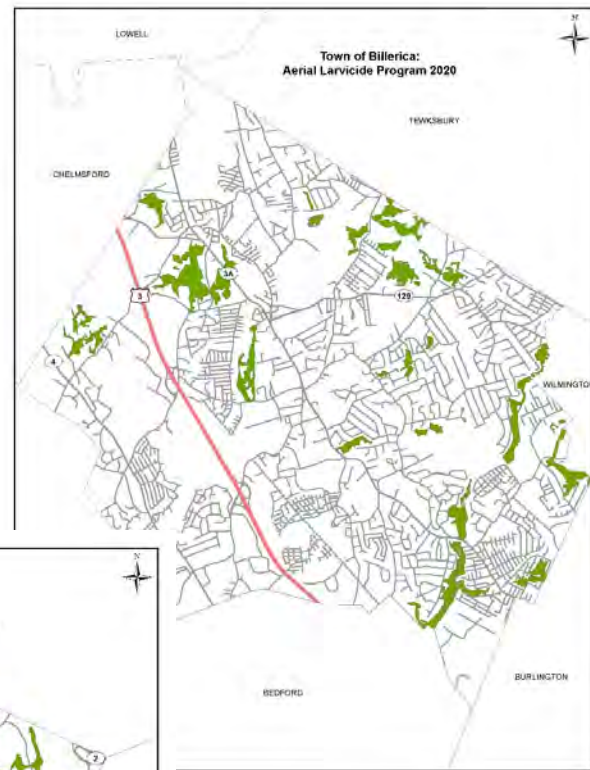 LOWELL
N
Town of Billerica:
Aerial Larvicide Program 2020
TEWKSBURY
CHELMSFORD
3A
3
129
4
WILMINGTON
BURLINGTON
BEDFORD
N
2